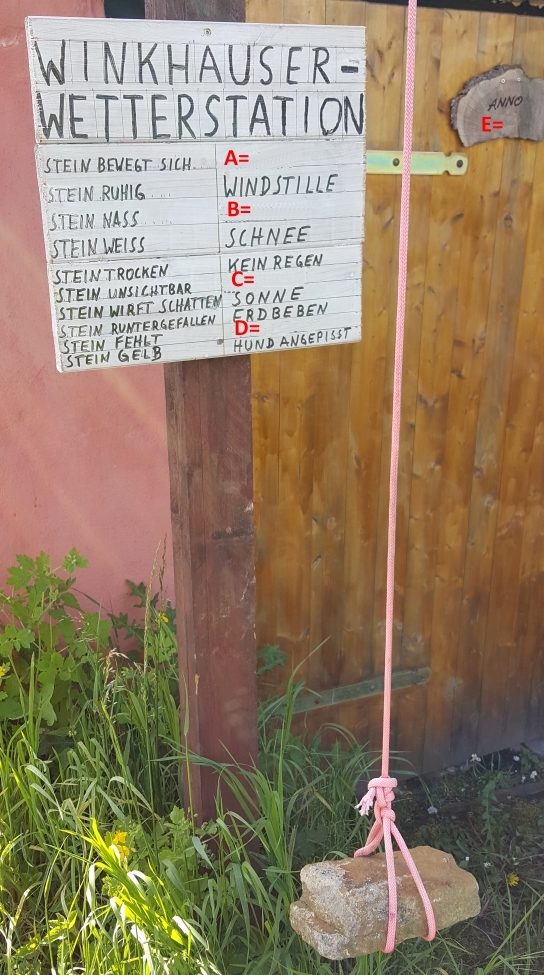 WINKHAUSER-
WETTERSTATION
STEIN BEWEGT SICH... A=
STEIN RUHIG.... WINDSTILLE
STEIN NASS.... B=
STEIN WEISS SCHNEE
STEIN TROCKEN KEIN REGEN
STEIN UNSICHTBAR.... C=
STEIN WIRFT SCHATTEN SONNE
STEIN RUNTERGEFALLEN ERDBEBEN
STEIN FEHLT D=
STEIN GELB HUND ANGEPISST
ANNO
E=